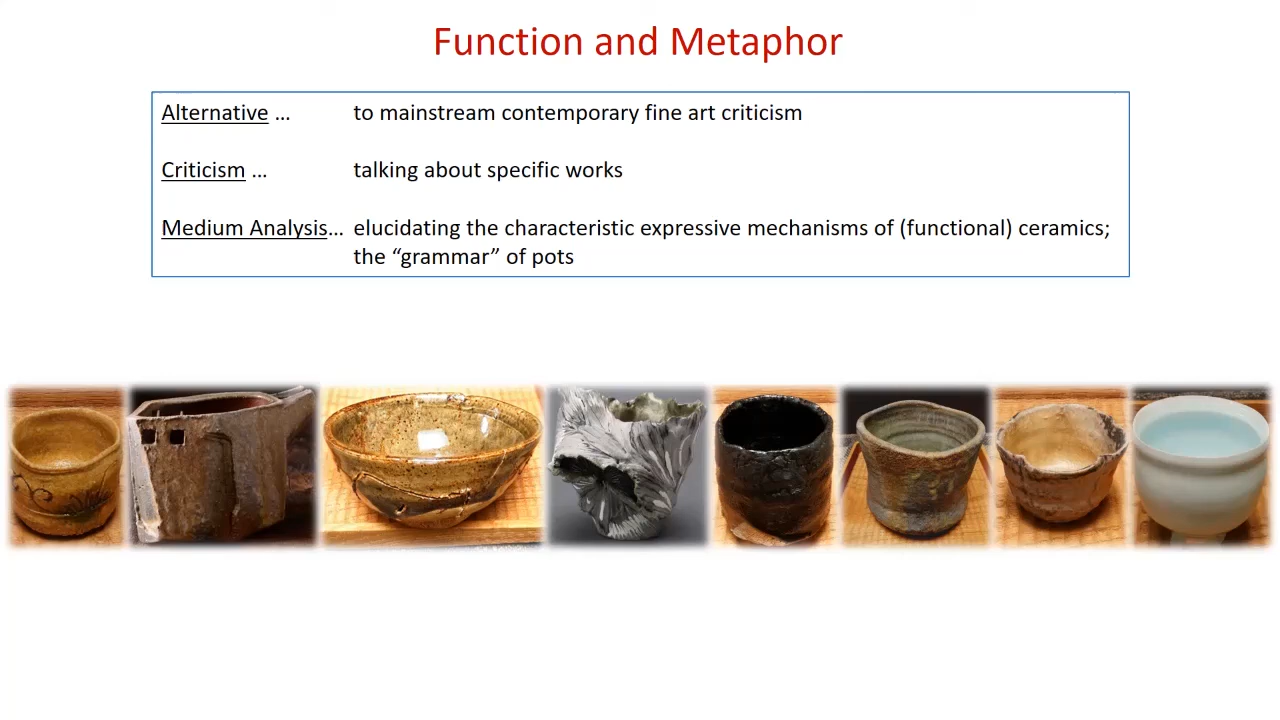 Function and Metaphor
Alternative … to mainstream contemporary fine art criticism
Criticism … talking about specific works
Medium Analysis… elucidating the characteristic expressive mechanisms of (functional) ceramics;
the “grammar” of pots